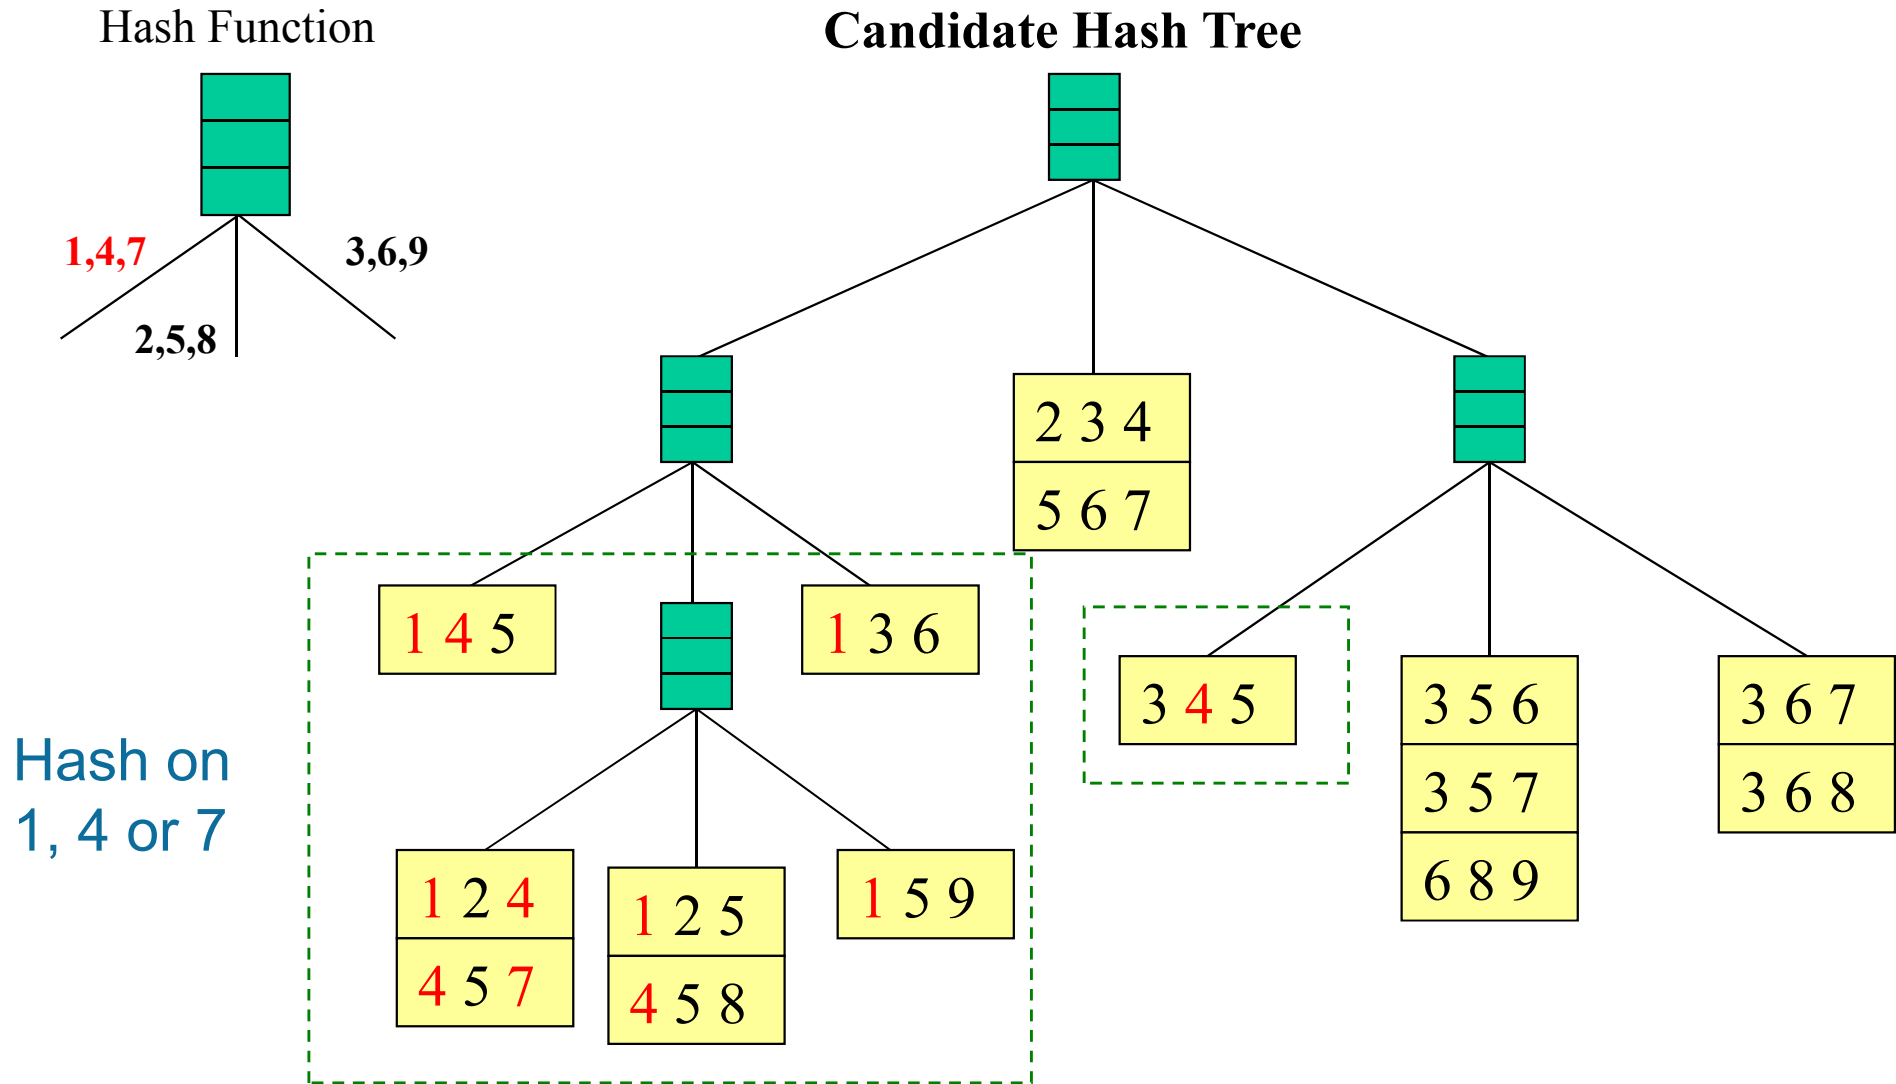 Hash Function
Candidate Hash Tree
1,4,7
3,6,9
2,5,8
2 3 4
5 6 7
1 4 5
1 3 6
3 4 5
3 5 6
3 6 7
3 5 7
3 6 8
6 8 9
Hash on
1, 4 or 7
1 2 4
1 2 5
1 5 9
4 5 7
4 5 8